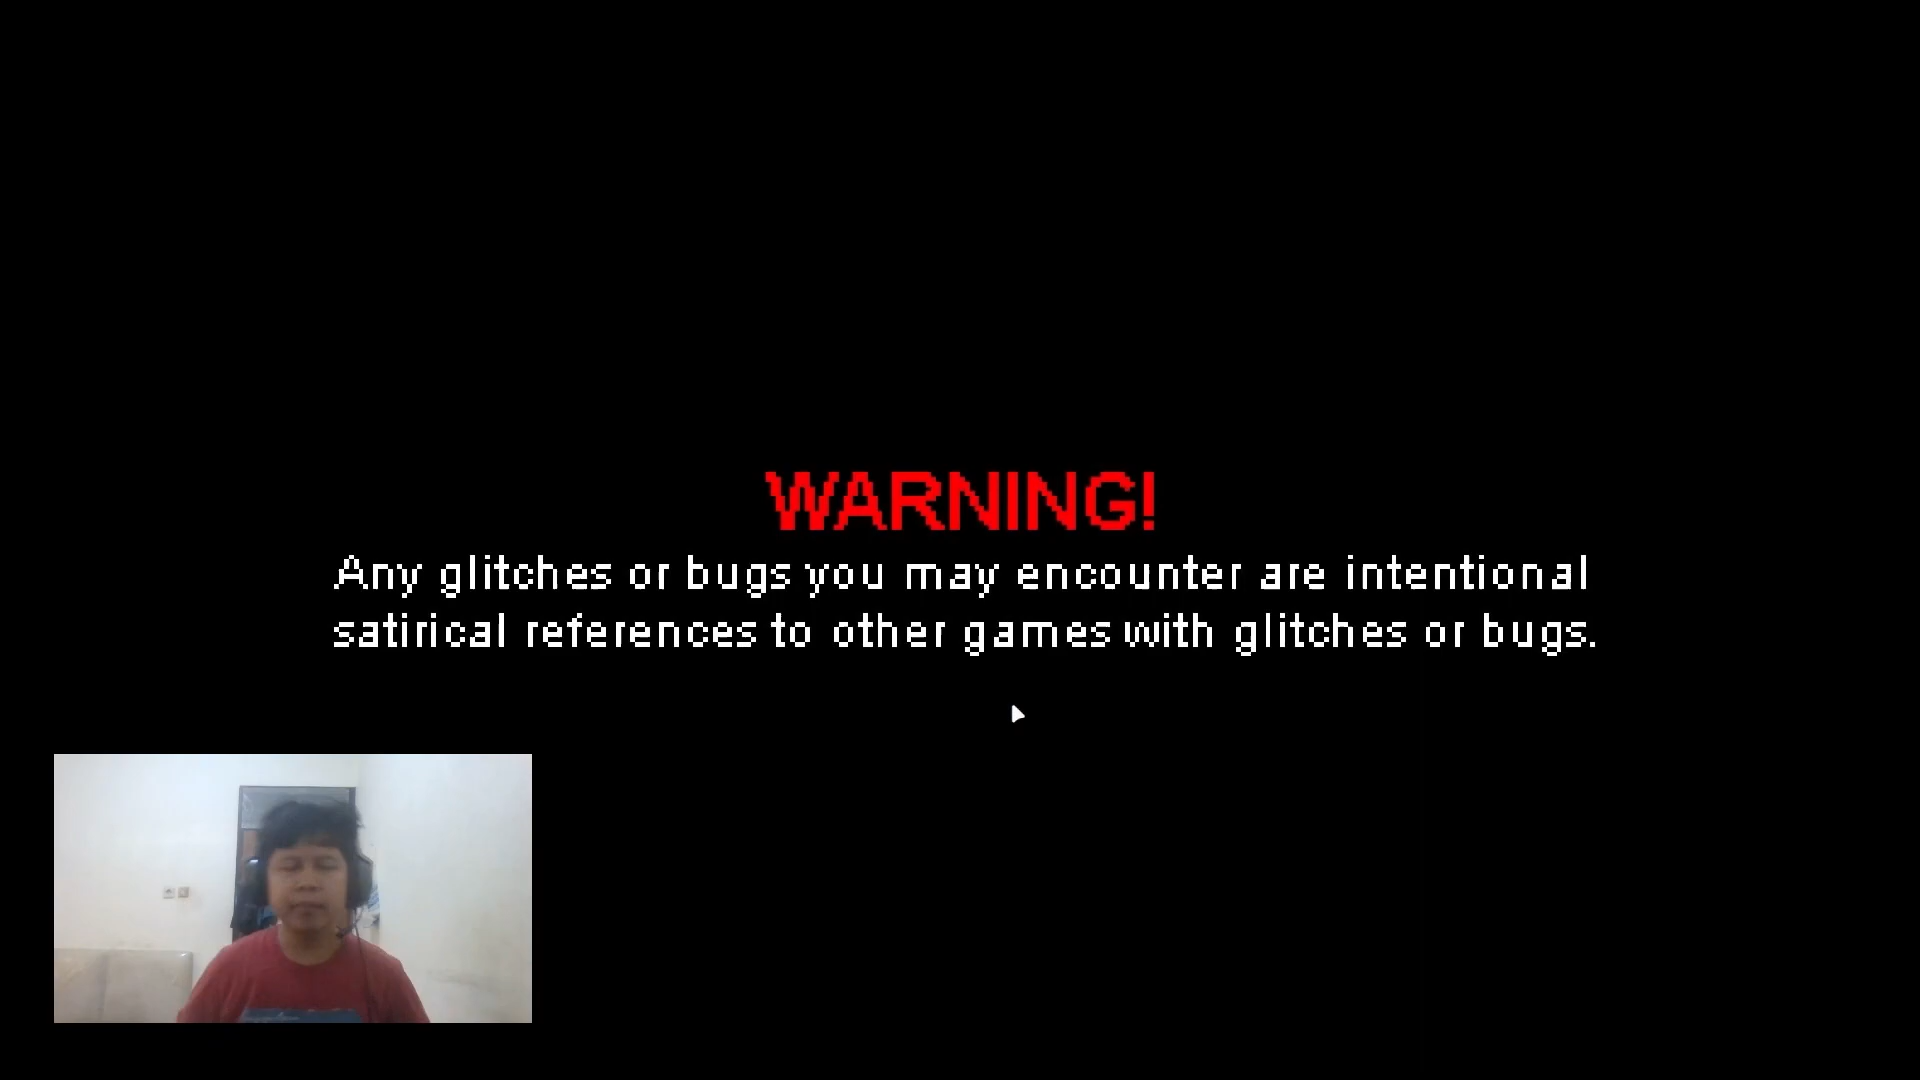 WARNING!
Any glitches or bugs you may encounter are intentional
satirical references to other games with glitches or bugs.